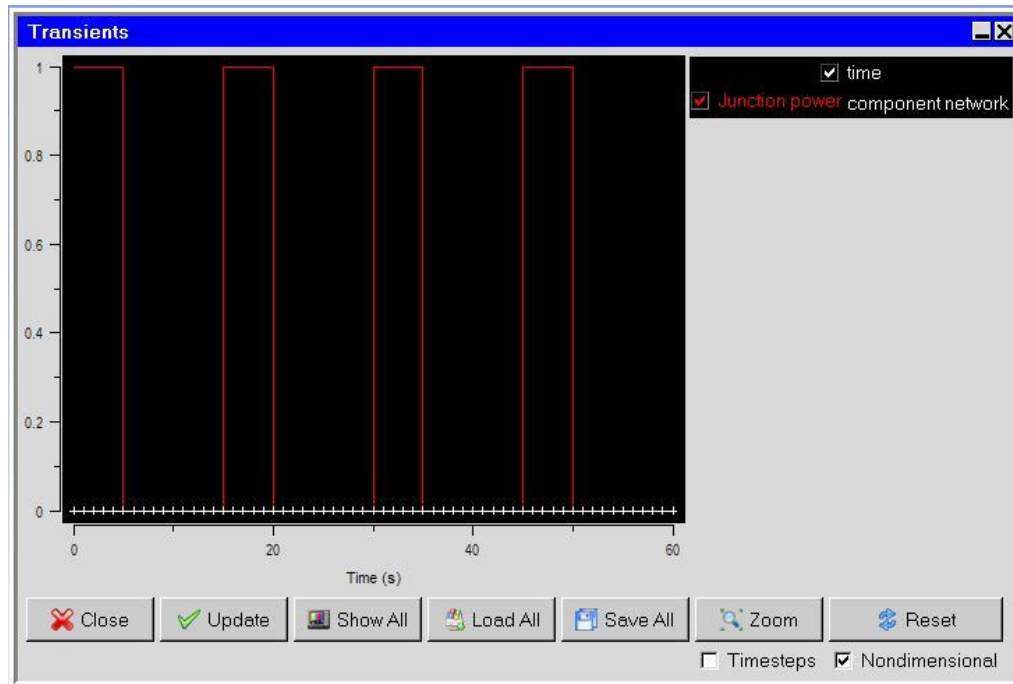 Transients
time
Junction power component network
1
0.8
0.6
0.4
0.2
0
0 20 40 60
Time (s)
Close Update Show All Load All Save All Zoom Reset
Timesteps Nondimensional